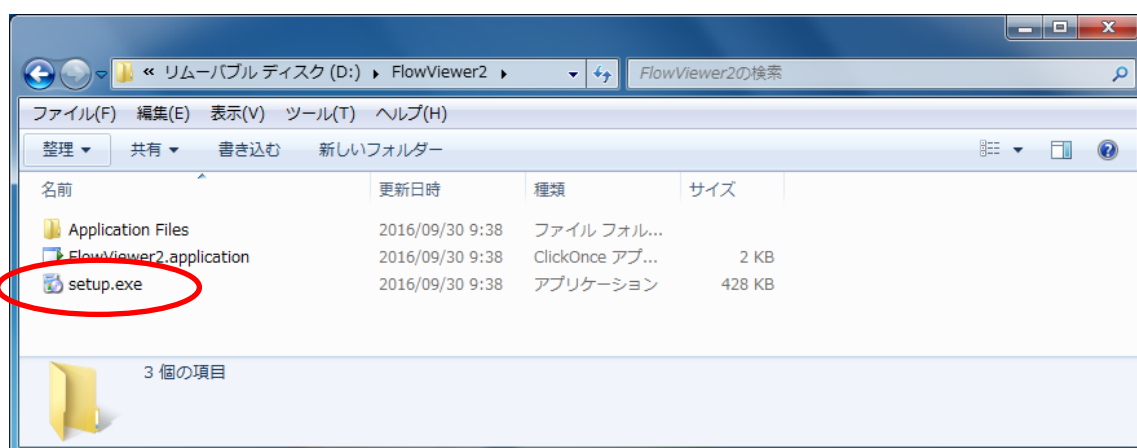 « リムーバブル ディスク (D:) ▸ FlowViewer2 ▸ FlowViewer2の検索
ファイル(F) 編集(E) 表示(V) ツール(T) ヘルプ(H)
整理 ▼ 共有 ▼ 書き込む 新しいフォルダー
名前 更新日時 種類 サイズ
Application Files 2016/09/30 9:38 ファイル フォル...
FlowViewer2.application 2016/09/30 9:38 ClickOnce アプ... 2 KB
setup.exe 2016/09/30 9:38 アプリケーション 428 KB
3 個の項目